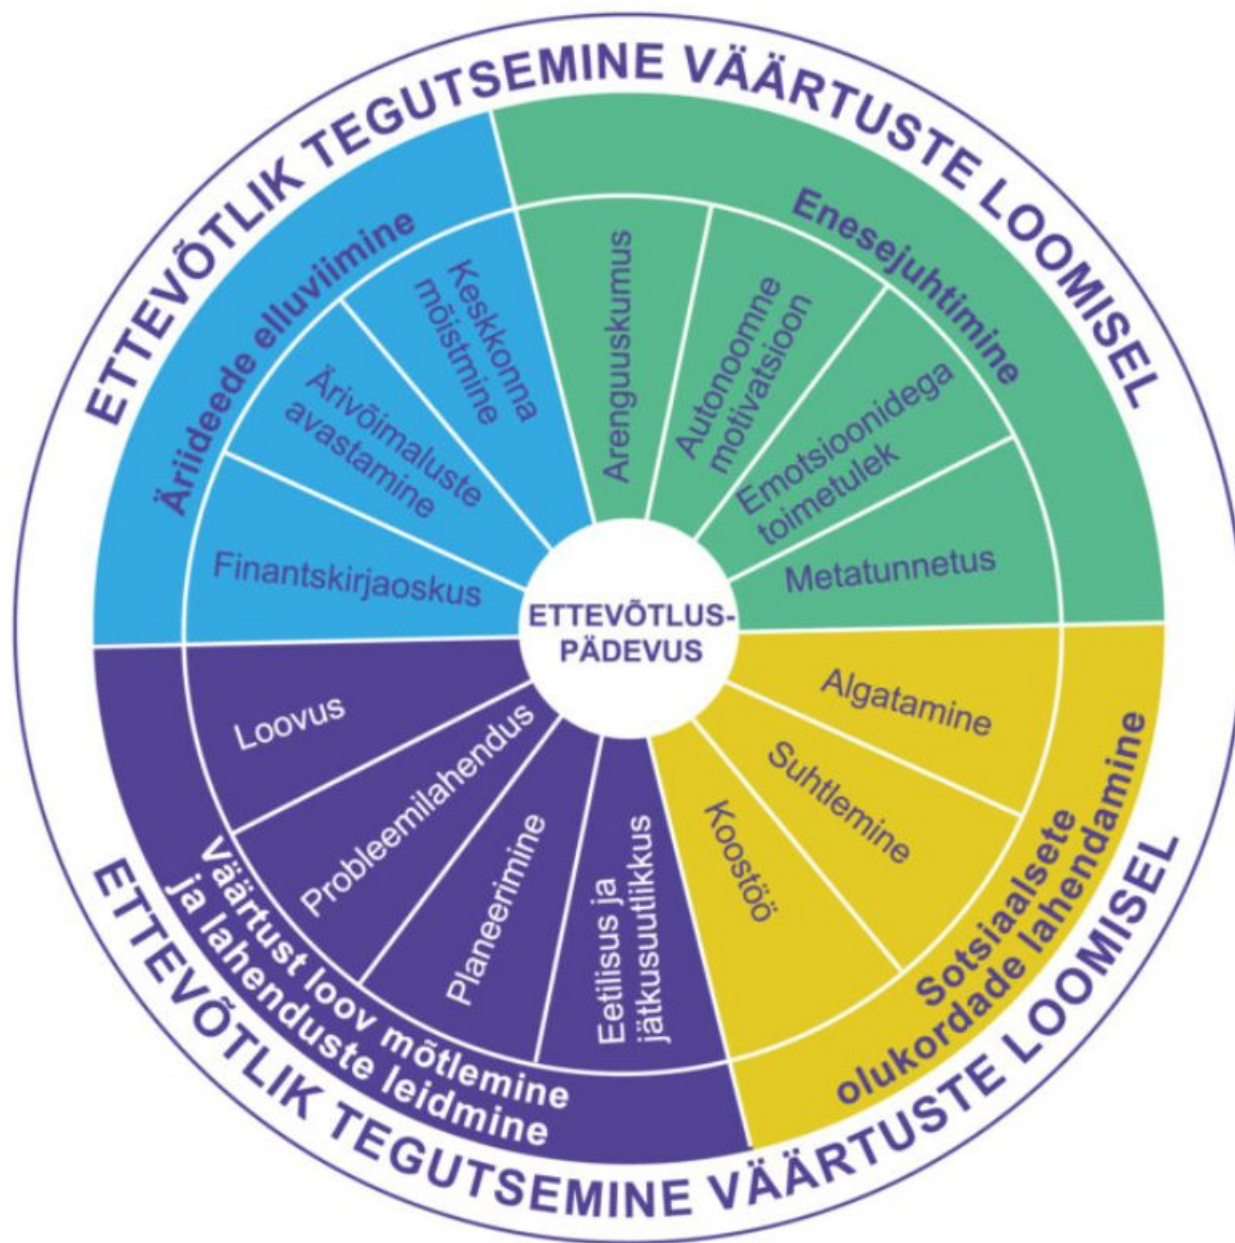 ETTEVÕTLIK TEGUTSEMINE VÄÄRTUSTE LOOMISEL
Enesejuhtimine
Arenguuskumus
Autonoomne
motivatsioon
Emotsioonidega
toimetulek
Metatunnetus
Sotsiaalsete
olukordade lahendamine
Algatamine
Suhtlemine
Koostöö
Väärtust loov mõtlemine
ja lahenduste leidmine
Eetilisus ja
jätkusuutlikkus
Planeerimine
Probleemilahendus
Loovus
Äriideede elluviimine
Finantskirjaoskus
Ärivõimaluste
avastamine
Keskkonna
mõistmine
ETTEVÕTLUS-
PÄDEVUS
ETTEVÕTLIK TEGUTSEMINE VÄÄRTUSTE LOOMISEL